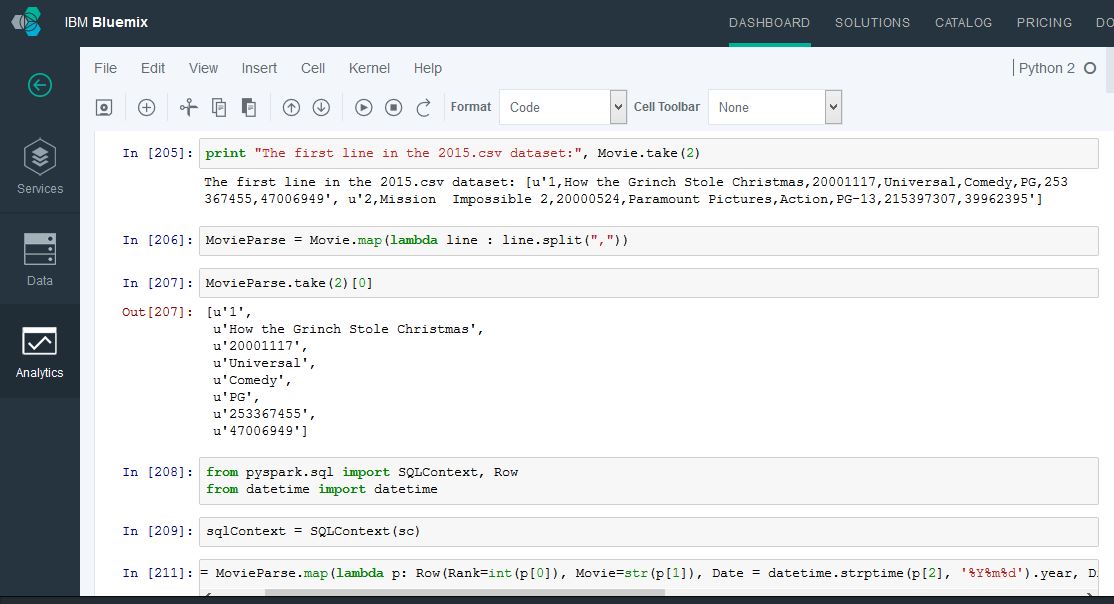 IBM Bluemix
DASHBOARD SOLUTIONS CATALOG PRICING DO
File Edit View Insert Cell Kernel Help
Python 2
Format Code Cell Toolbar None
Services
Data
Analytics
In [205]: print "The first line in the 2015.csv dataset:", Movie.take(2)
The first line in the 2015.csv dataset: [u'1,How the Grinch Stole Christmas,20001117,Universal,Comedy,PG,253
367455,47006949', u'2,Mission  Impossible 2,20000524,Paramount Pictures,Action,PG-13,215397307,39962395']
In [206]: MovieParse = Movie.map(lambda line : line.split(","))
In [207]: MovieParse.take(2)[0]
Out[207]: [u'1',
u'How the Grinch Stole Christmas',
u'20001117',
u'Universal',
u'Comedy',
u'PG',
u'253367455',
u'47006949']
In [208]: from pyspark.sql import SQLContext, Row
from datetime import datetime
In [209]: sqlContext = SQLContext(sc)
In [211]: = MovieParse.map(lambda p: Row(Rank=int(p[0]), Movie=str(p[1]), Date = datetime.strptime(p[2], '%Y%m%d').year, D